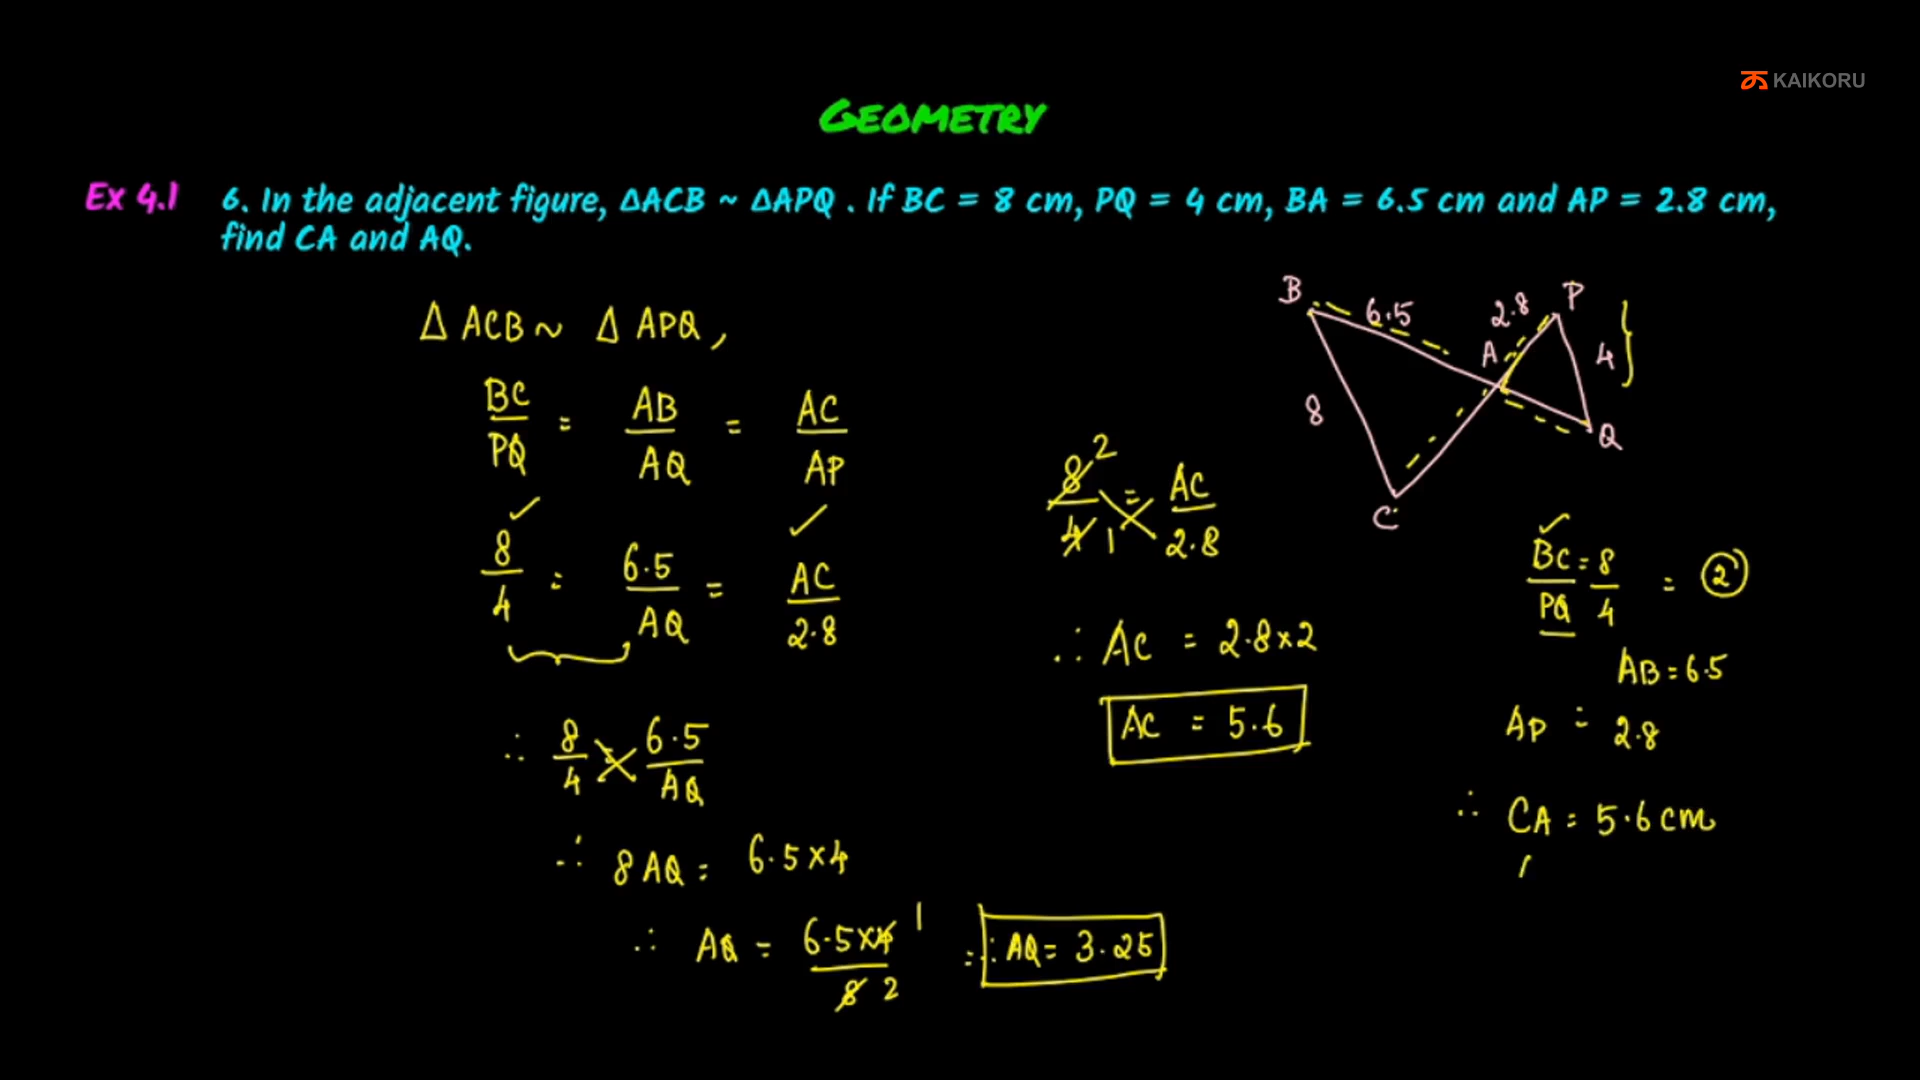 KAIKORU
GEOMETRY
Ex 4.1 6. In the adjacent figure, ΔACB ~ ΔAPQ . If BC = 8 cm, PQ = 4 cm, BA = 6.5 cm and AP = 2.8 cm,
find CA and AQ.
Δ ACB ~ Δ APQ,
BC/PQ = AB/AQ = AC/AP
8/4 = 6.5/AQ = AC/2.8
∴ 8/4 = 6.5/AQ
∴ 8AQ = 6.5×4
∴ AQ = 6.5×4 1 / 8 2 = ∴ AQ = 3.25
8 2 / 4 1 = AC/2.8
∴ AC = 2.8×2
AC = 5.6
B 6.5 2.8 P
A 4
8 Q
C
BC/PQ = 8/4 = 2
AB = 6.5
AP = 2.8
∴ CA = 5.6 cm